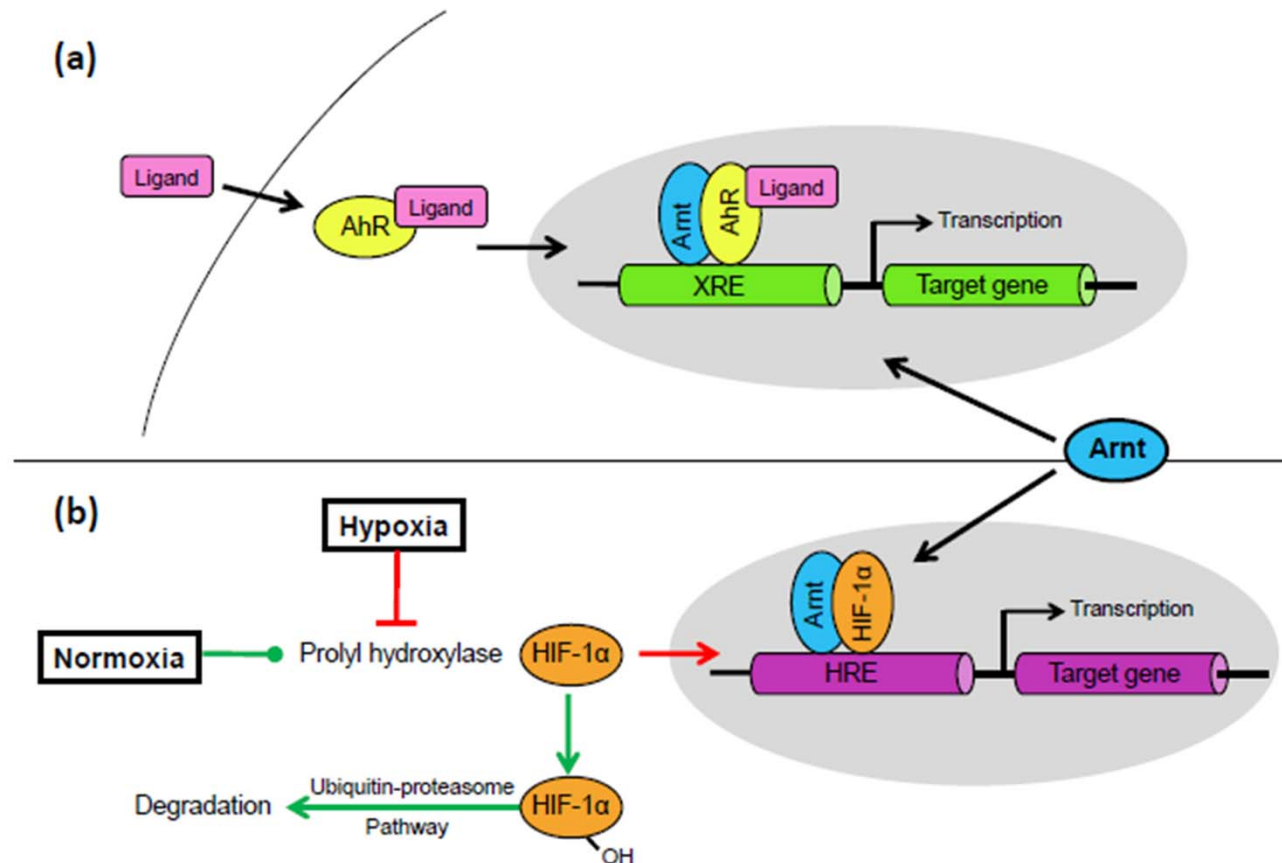 (a)
Ligand
AhR
Ligand
Arnt
AhR
Ligand
Transcription
XRE
Target gene
Arnt
(b)
Hypoxia
Normoxia
Prolyl hydroxylase
HIF-1α
Arnt
HIF-1α
Transcription
HRE
Target gene
Degradation
Ubiquitin-proteasome
Pathway
HIF-1α
OH